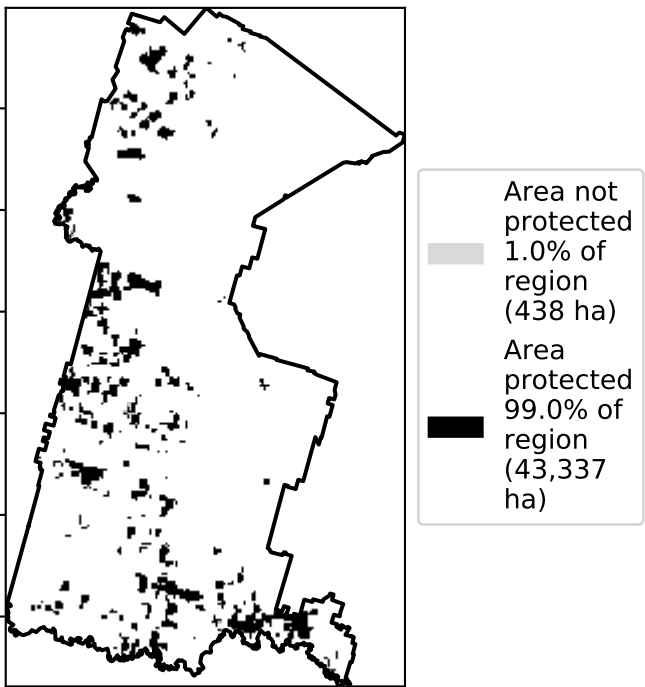 Area not
protected
1.0% of
region
(438 ha)
Area
protected
99.0% of
region
(43,337
ha)